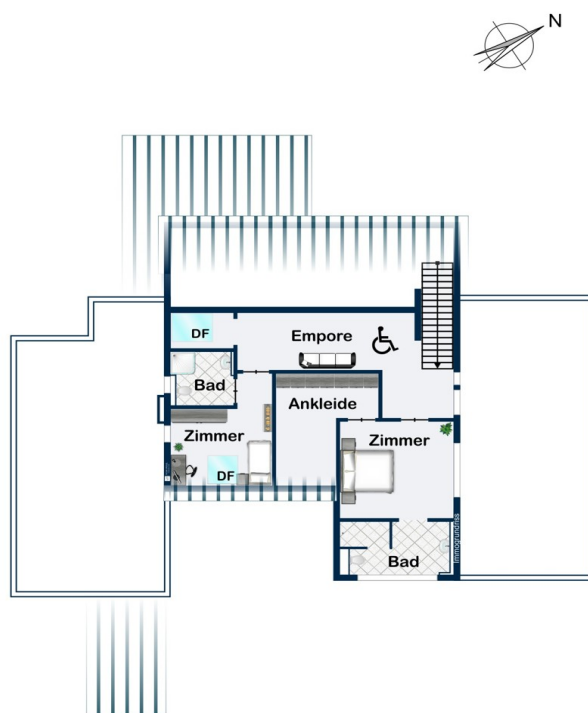 N
DF
Empore
Bad
Ankleide
Zimmer
Zimmer
DF
Bad
Immogrundriss